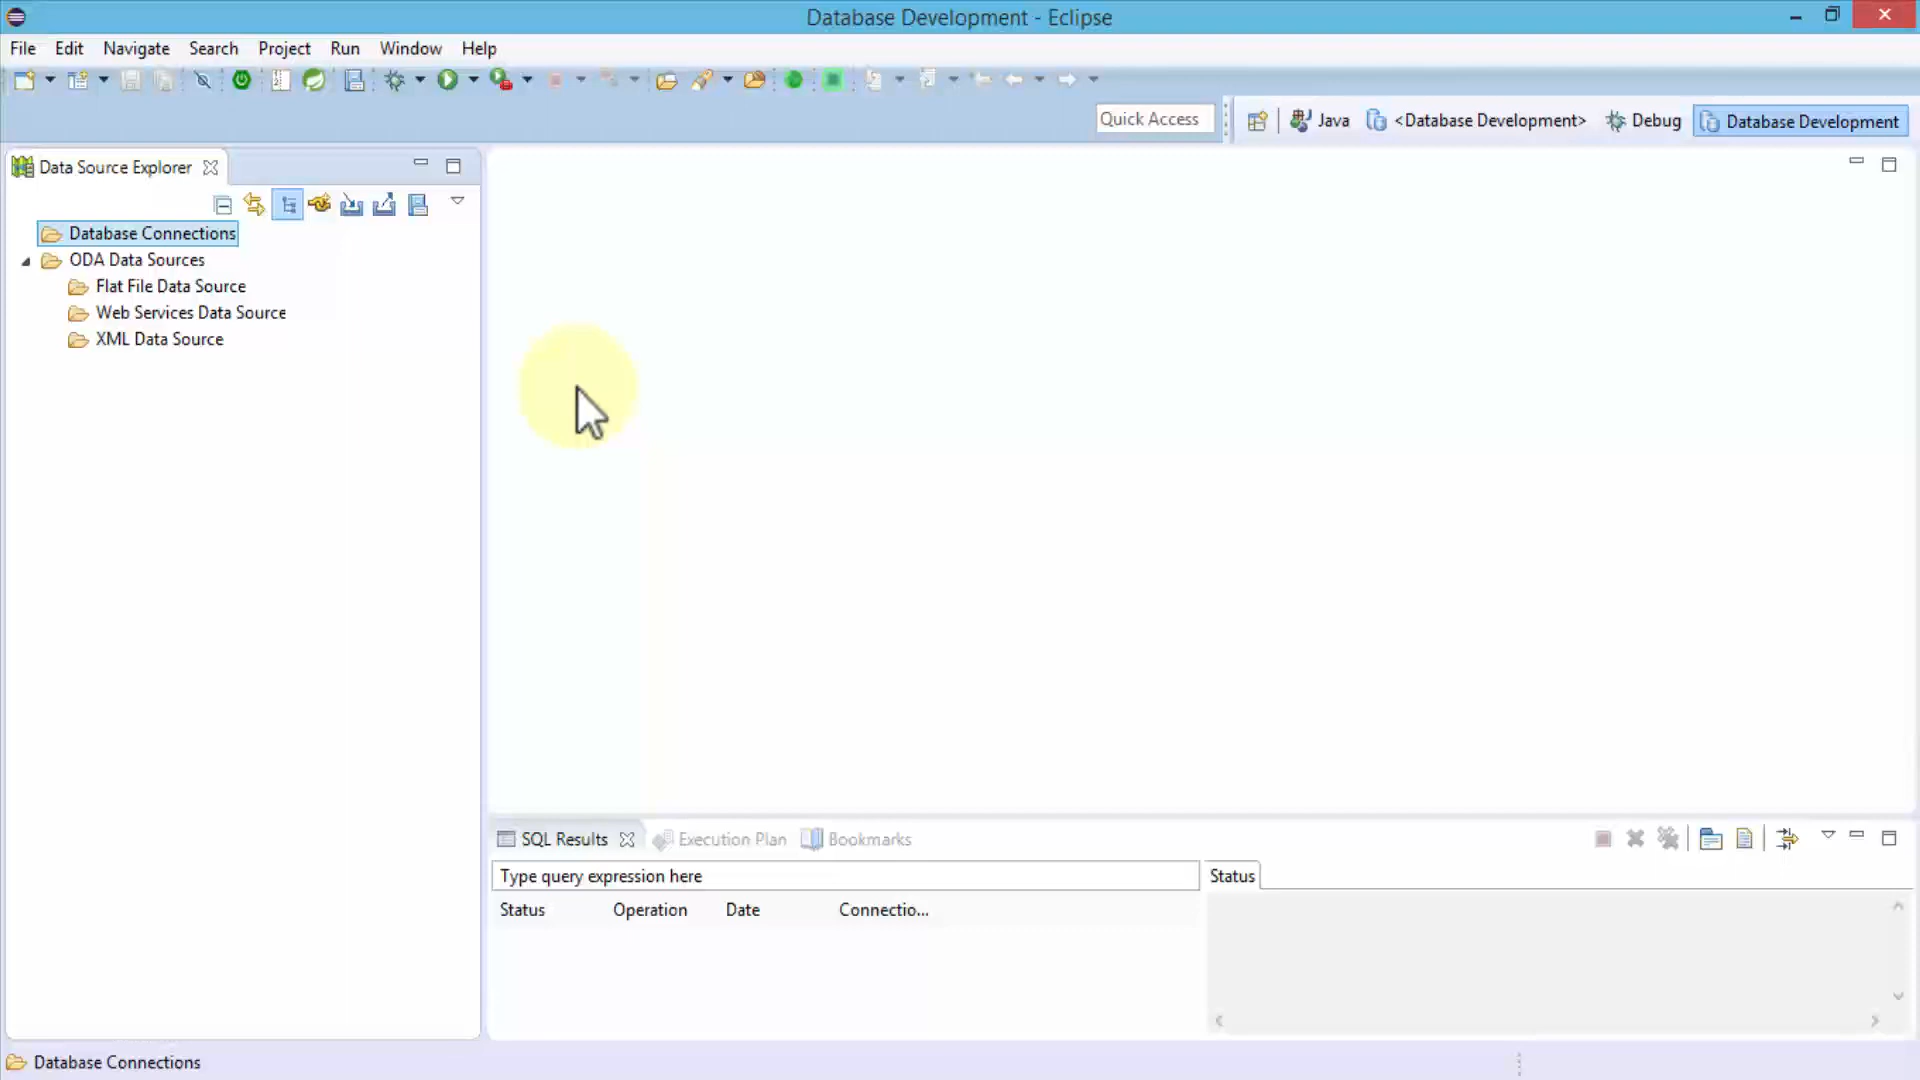 Database Development - Eclipse
File Edit Navigate Search Project Run Window Help
Quick Access Java <Database Development> Debug Database Development
Data Source Explorer
Database Connections
ODA Data Sources
Flat File Data Source
Web Services Data Source
XML Data Source
SQL Results Execution Plan Bookmarks
Type query expression here Status
Status Operation Date Connectio...
Database Connections